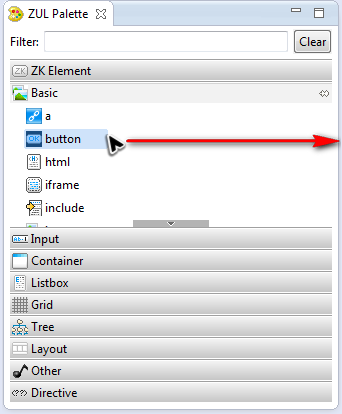 ZUL Palette
Filter: Clear
ZK ZK Element
Basic
a
OK button
html
iframe
include
Input
Container
Listbox
Grid
Tree
Layout
Other
<?> Directive